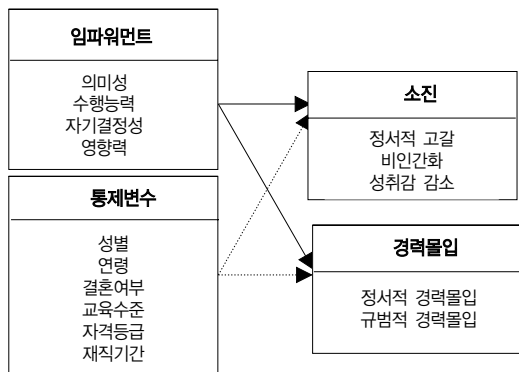 임파워먼트
의미성
수행능력
자기결정성
영향력
통제변수
성별
연령
결혼여부
교육수준
자격등급
재직기간
소진
정서적 고갈
비인간화
성취감 감소
경력몰입
정서적 경력몰입
규범적 경력몰입